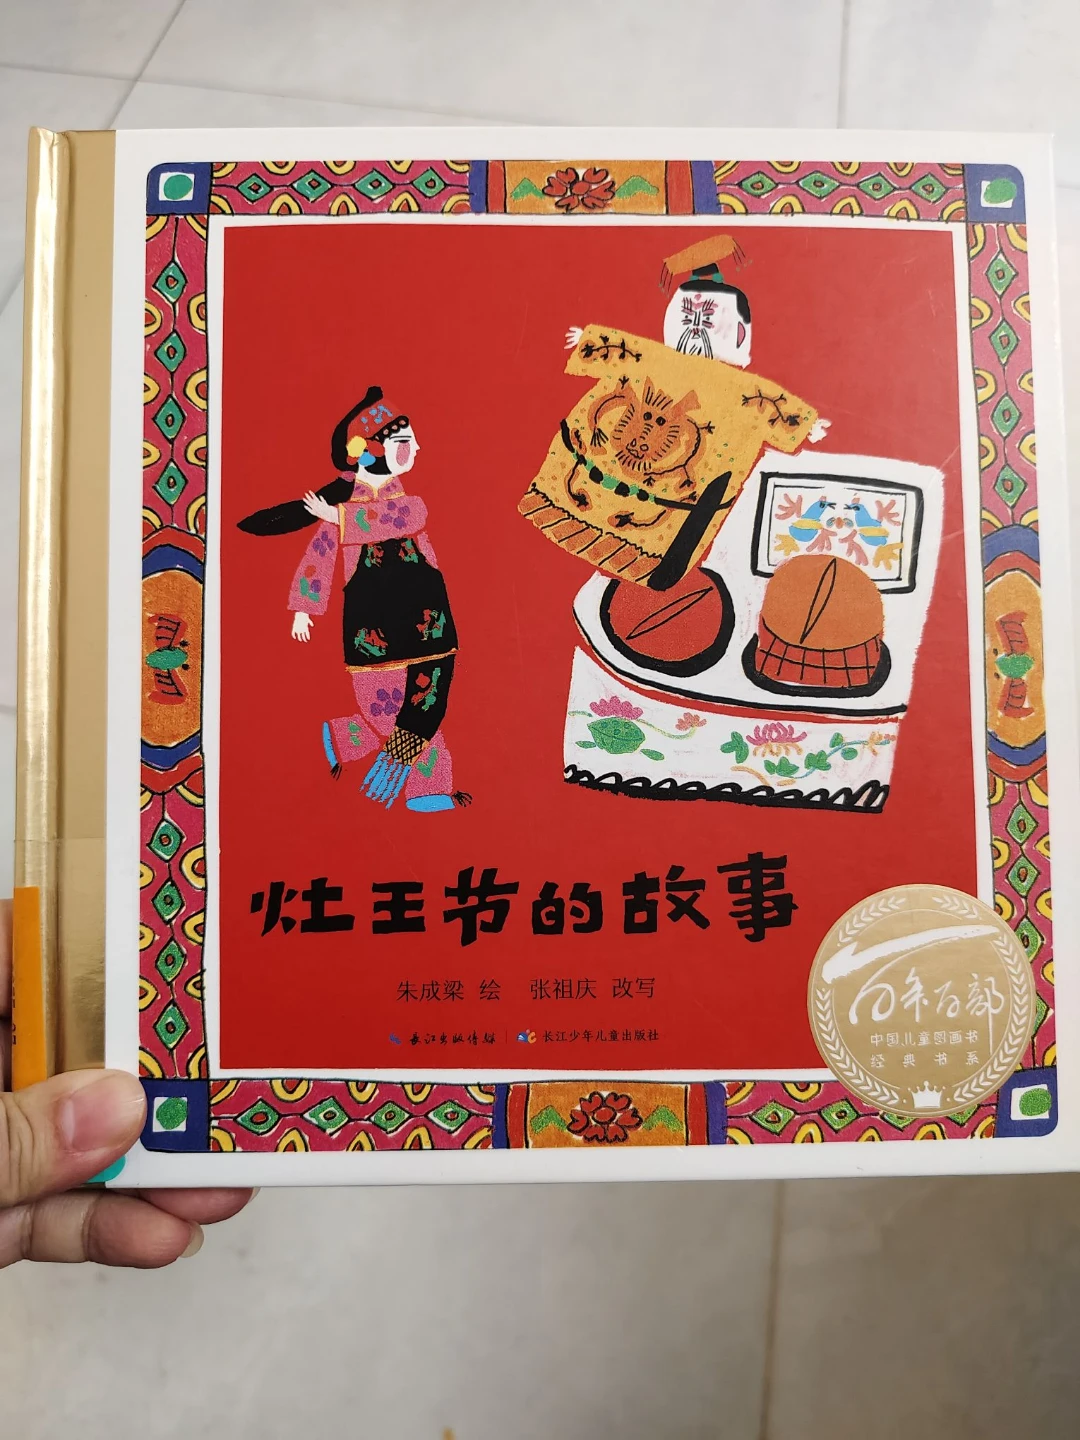 灶王节的故事
朱成梁 绘 张祖庆 改写
长江出版传媒 长江少年儿童出版社
百年百部
中国儿童图画书
经典书系